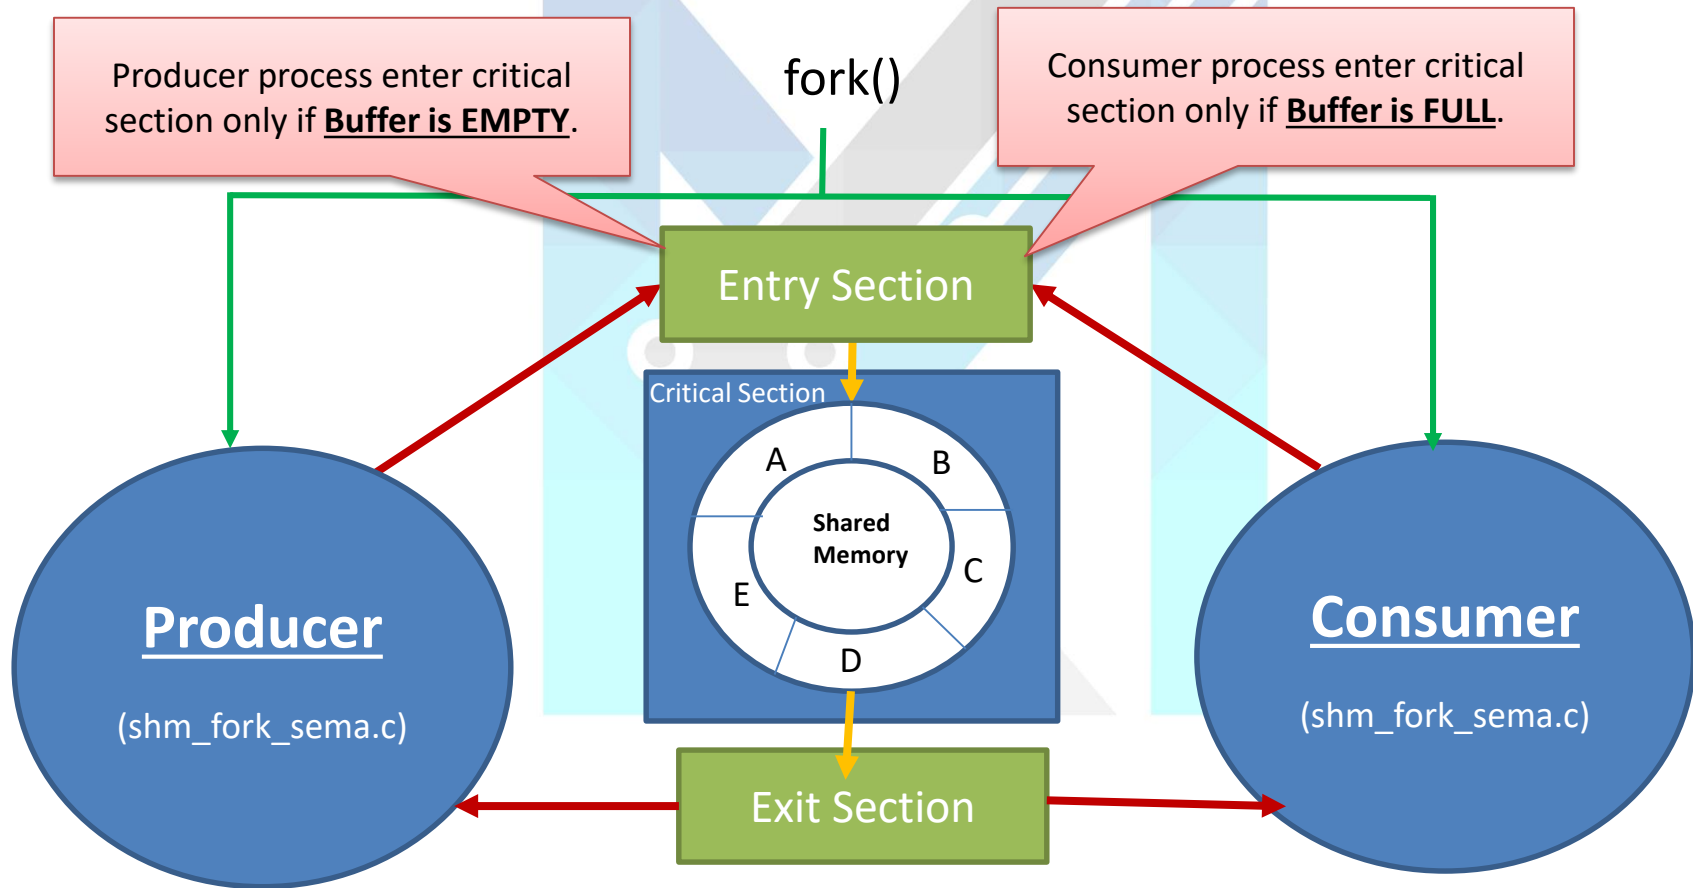 Producer process enter critical
section only if Buffer is EMPTY.
fork()
Consumer process enter critical
section only if Buffer is FULL.
Entry Section
Critical Section
A
B
Shared
Memory
C
E
D
Producer
(shm_fork_sema.c)
Consumer
(shm_fork_sema.c)
Exit Section